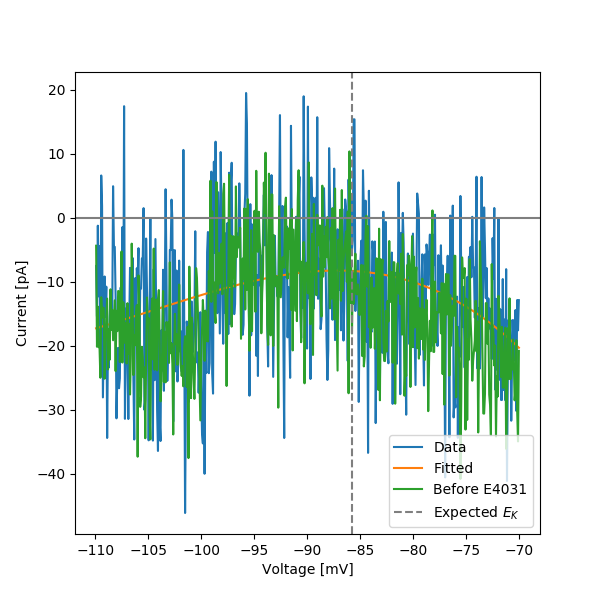 20
10
0
−10
−20
−30
−40
Current [pA]
−110 −105 −100 −95 −90 −85 −80 −75 −70
Voltage [mV]
Data
Fitted
Before E4031
Expected E_K